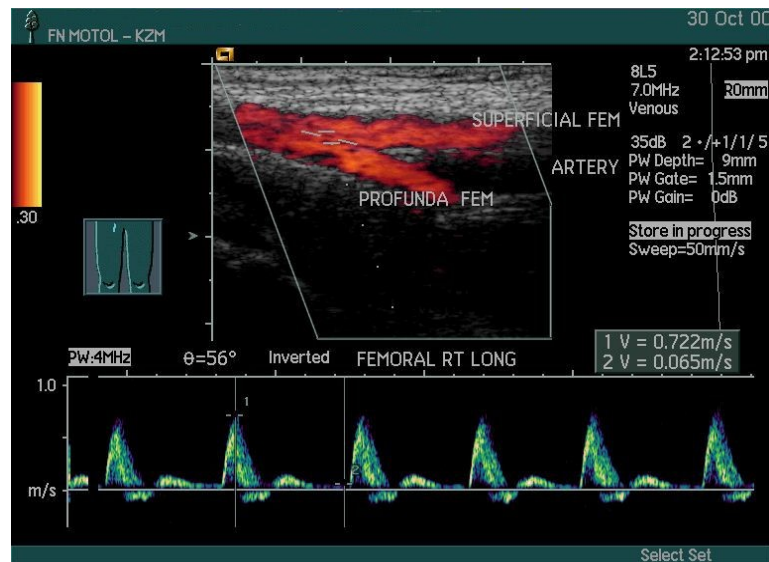 30 Oct 00
FN MOTOL – KZM
2:12:53 pm
8L5
7.0MHz R0mm
Venous
SUPERFICIAL FEM
35dB 2 •/+1/1/ 5
ARTERY
PW Depth= 9mm
PW Gate= 1.5mm
PW Gain= 0dB
PROFUNDA FEM
.30
Store in progress
Sweep=50mm/s
1 V = 0.722m/s
2 V = 0.065m/s
PW:4MHz θ=56° Inverted FEMORAL RT LONG
1.0
1
2
m/s
Select Set